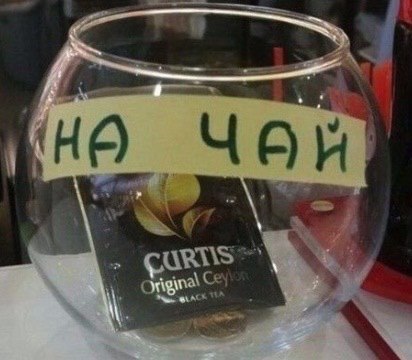 НА ЧАЙ
CURTIS
Original Ceylon
BLACK TEA